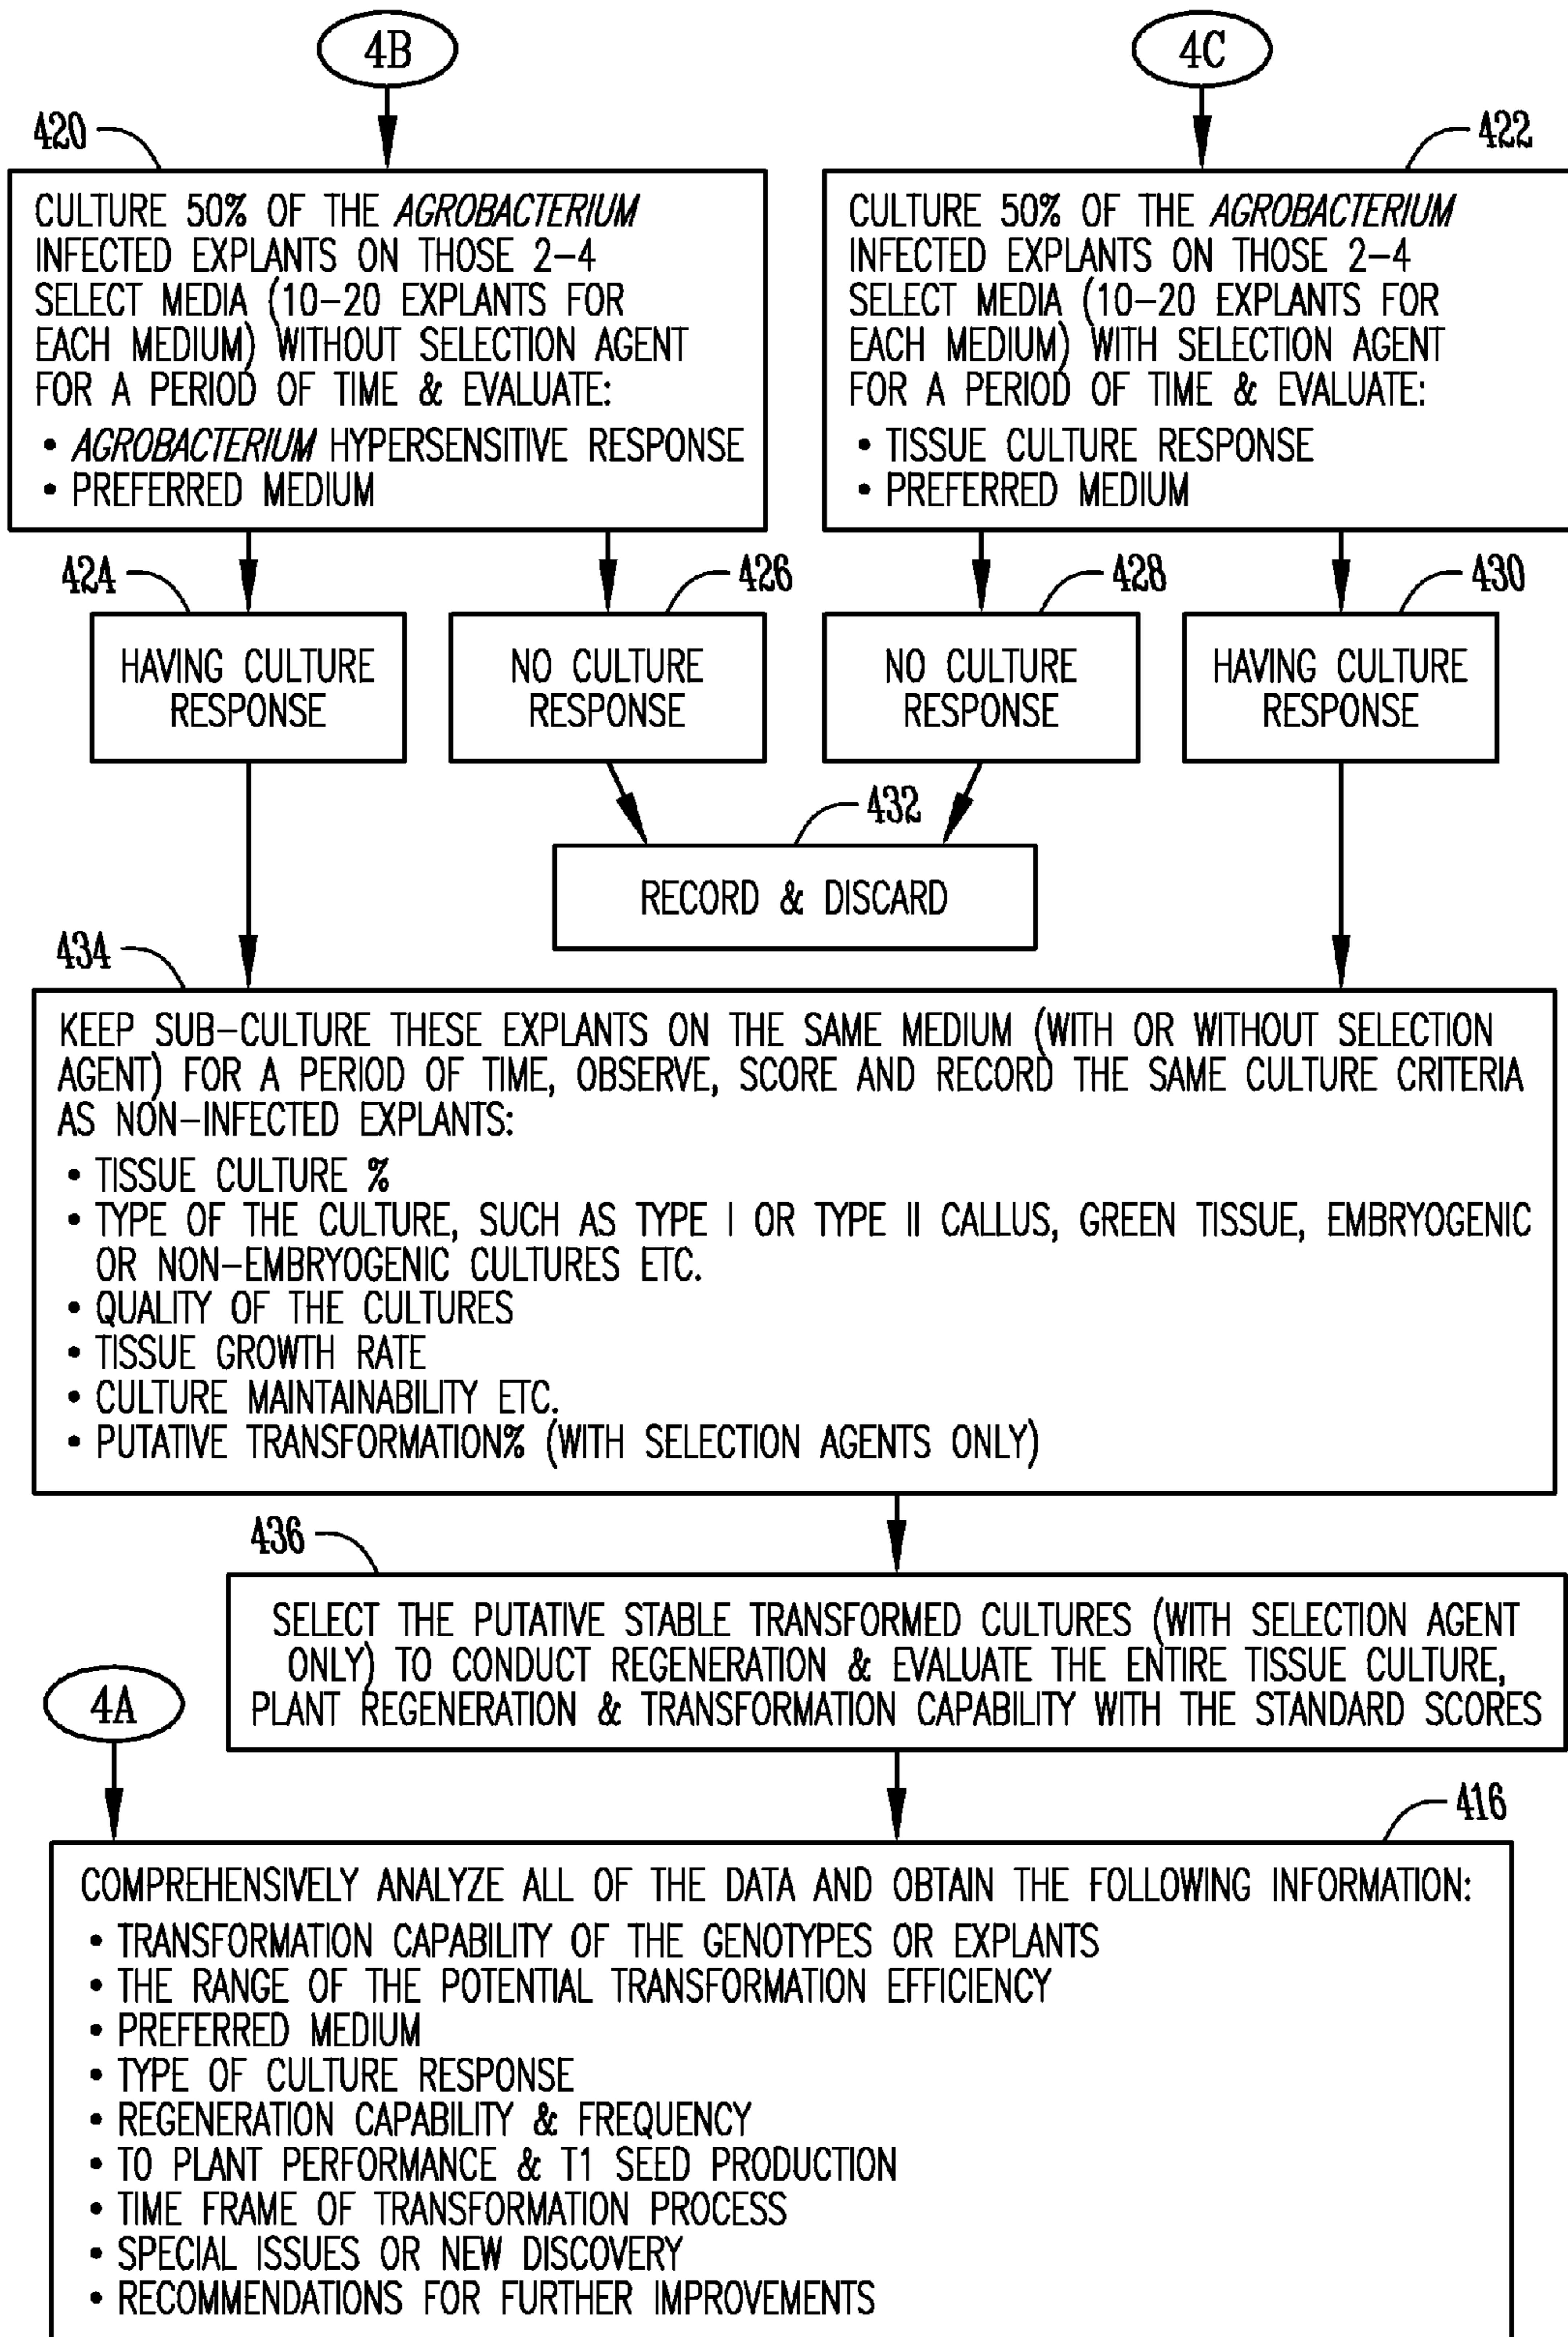 4B
4C
420
422
CULTURE 50% OF THE AGROBACTERIUM
INFECTED EXPLANTS ON THOSE 2-4
SELECT MEDIA (10-20 EXPLANTS FOR
EACH MEDIUM) WITHOUT SELECTION AGENT
FOR A PERIOD OF TIME & EVALUATE:
• AGROBACTERIUM HYPERSENSITIVE RESPONSE
• PREFERRED MEDIUM
CULTURE 50% OF THE AGROBACTERIUM
INFECTED EXPLANTS ON THOSE 2-4
SELECT MEDIA (10-20 EXPLANTS FOR
EACH MEDIUM) WITH SELECTION AGENT
FOR A PERIOD OF TIME & EVALUATE:
• TISSUE CULTURE RESPONSE
• PREFERRED MEDIUM
424
426
428
430
HAVING CULTURE
RESPONSE
NO CULTURE
RESPONSE
NO CULTURE
RESPONSE
HAVING CULTURE
RESPONSE
432
RECORD & DISCARD
434
KEEP SUB-CULTURE THESE EXPLANTS ON THE SAME MEDIUM (WITH OR WITHOUT SELECTION
AGENT) FOR A PERIOD OF TIME, OBSERVE, SCORE AND RECORD THE SAME CULTURE CRITERIA
AS NON-INFECTED EXPLANTS:
• TISSUE CULTURE %
• TYPE OF THE CULTURE, SUCH AS TYPE I OR TYPE II CALLUS, GREEN TISSUE, EMBRYOGENIC
OR NON-EMBRYOGENIC CULTURES ETC.
• QUALITY OF THE CULTURES
• TISSUE GROWTH RATE
• CULTURE MAINTAINABILITY ETC.
• PUTATIVE TRANSFORMATION% (WITH SELECTION AGENTS ONLY)
436
SELECT THE PUTATIVE STABLE TRANSFORMED CULTURES (WITH SELECTION AGENT
ONLY) TO CONDUCT REGENERATION & EVALUATE THE ENTIRE TISSUE CULTURE,
PLANT REGENERATION & TRANSFORMATION CAPABILITY WITH THE STANDARD SCORES
4A
416
COMPREHENSIVELY ANALYZE ALL OF THE DATA AND OBTAIN THE FOLLOWING INFORMATION:
• TRANSFORMATION CAPABILITY OF THE GENOTYPES OR EXPLANTS
• THE RANGE OF THE POTENTIAL TRANSFORMATION EFFICIENCY
• PREFERRED MEDIUM
• TYPE OF CULTURE RESPONSE
• REGENERATION CAPABILITY & FREQUENCY
• TO PLANT PERFORMANCE & T1 SEED PRODUCTION
• TIME FRAME OF TRANSFORMATION PROCESS
• SPECIAL ISSUES OR NEW DISCOVERY
• RECOMMENDATIONS FOR FURTHER IMPROVEMENTS